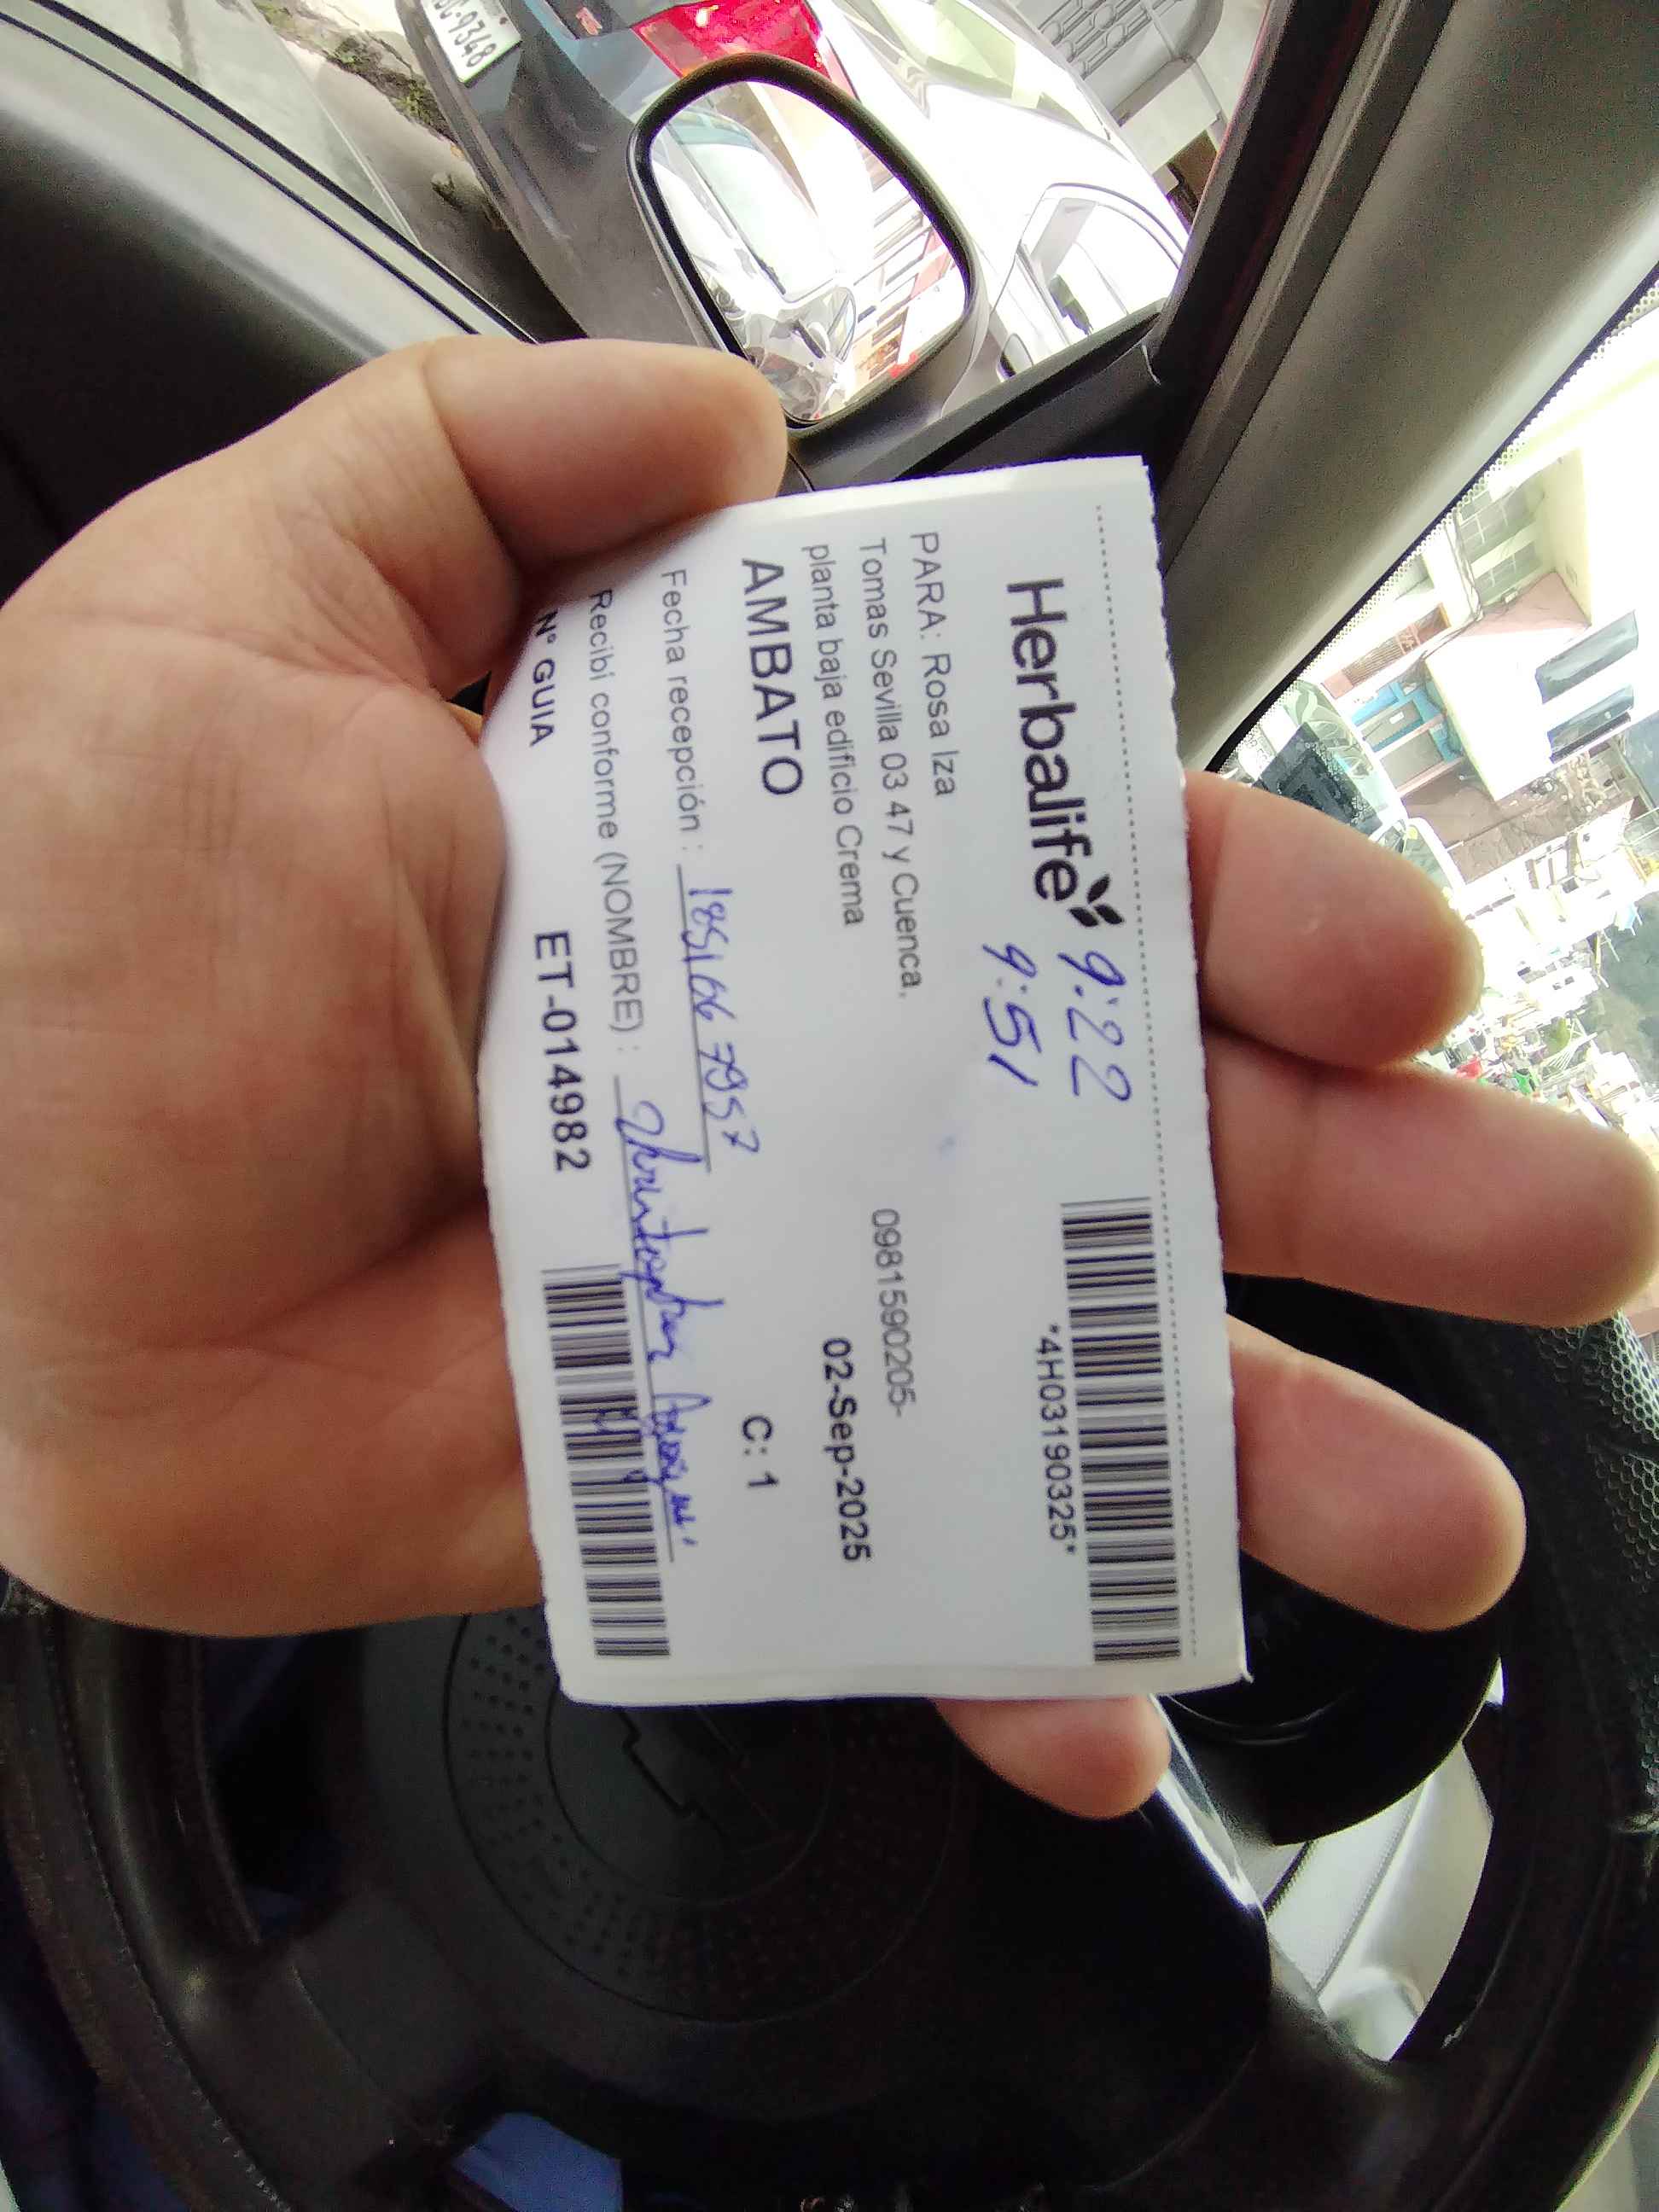 Herbalife 9:22
9:51
*4H03190325*
PARA: Rosa Iza
Tomas Sevilla 03 47 y Cuenca, 0981590205-
planta baja edificio Crema 02-Sep-2025
AMBATO C: 1
Fecha recepción :
Recibí conforme (NOMBRE) :
N° GUIA ET-014982